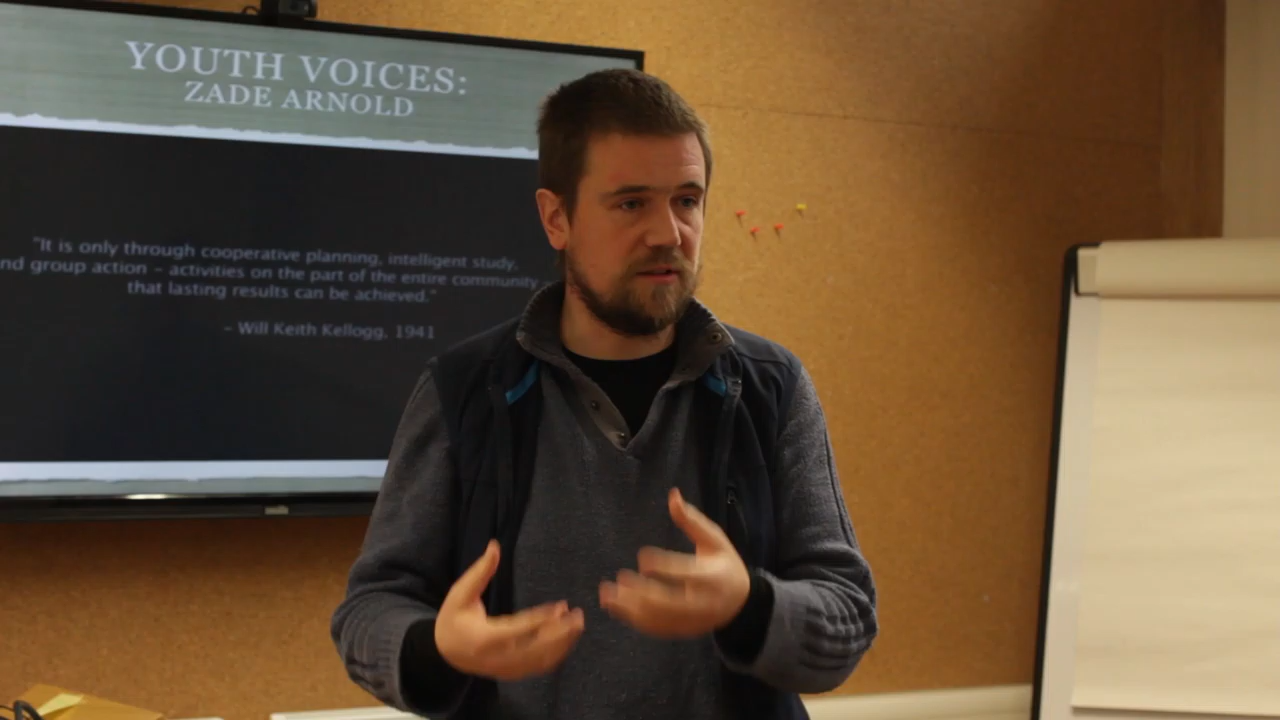 YOUTH VOICES:
ZADE ARNOLD
"It is only through cooperative planning, intelligent study,
nd group action – activities on the part of the entire community
that lasting results can be achieved."
– Will Keith Kellogg, 1941